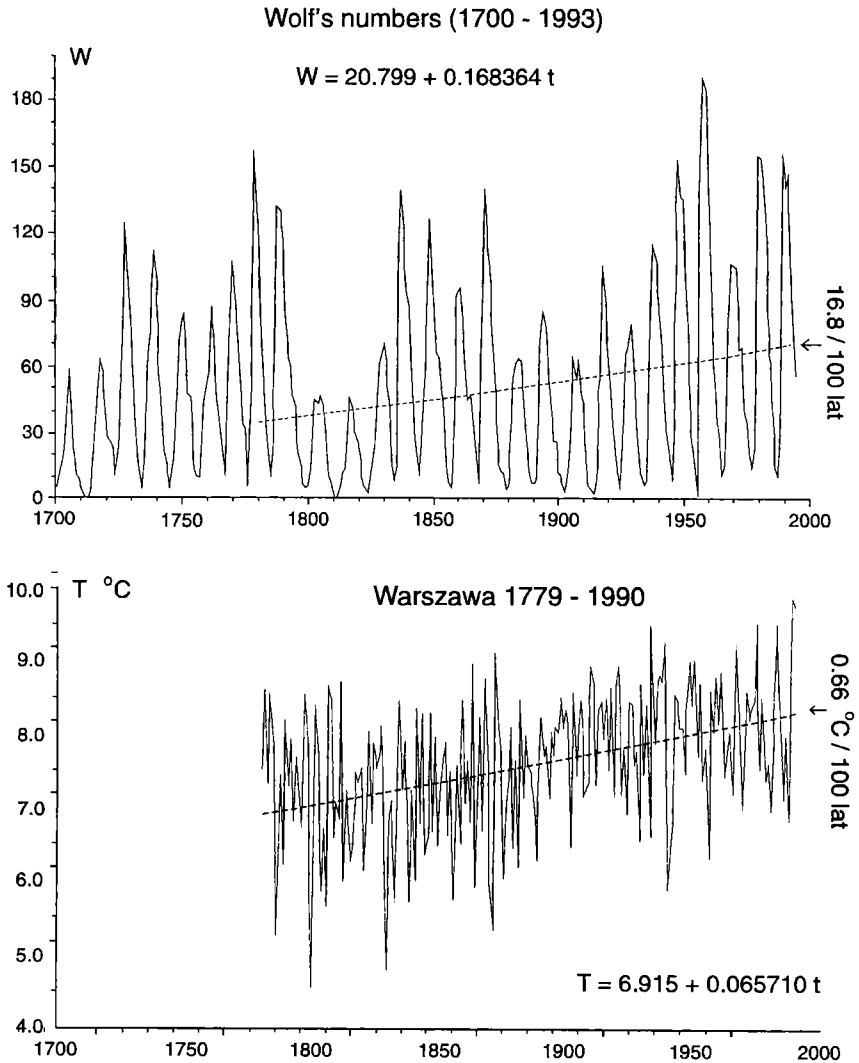 Wolf's numbers (1700 - 1993)
W
W = 20.799 + 0.168364 t
180
150
120
90
60
30
0
16.8 / 100 lat
1700 1750 1800 1850 1900 1950 2000
T °C
Warszawa 1779 - 1990
10.0
9.0
8.0
7.0
6.0
5.0
4.0
0.66 °C / 100 lat
T = 6.915 + 0.065710 t
1700 1750 1800 1850 1900 1950 2000